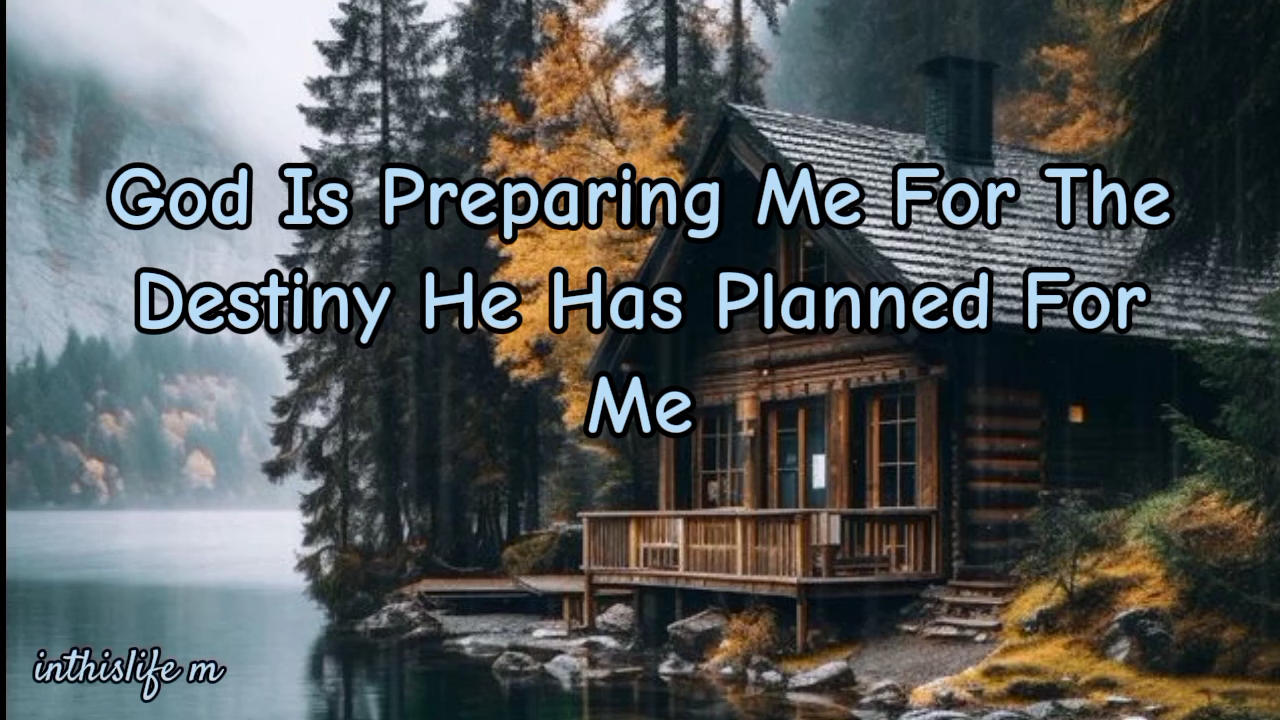 God Is Preparing Me For The
Destiny He Has Planned For
Me
inthislife m